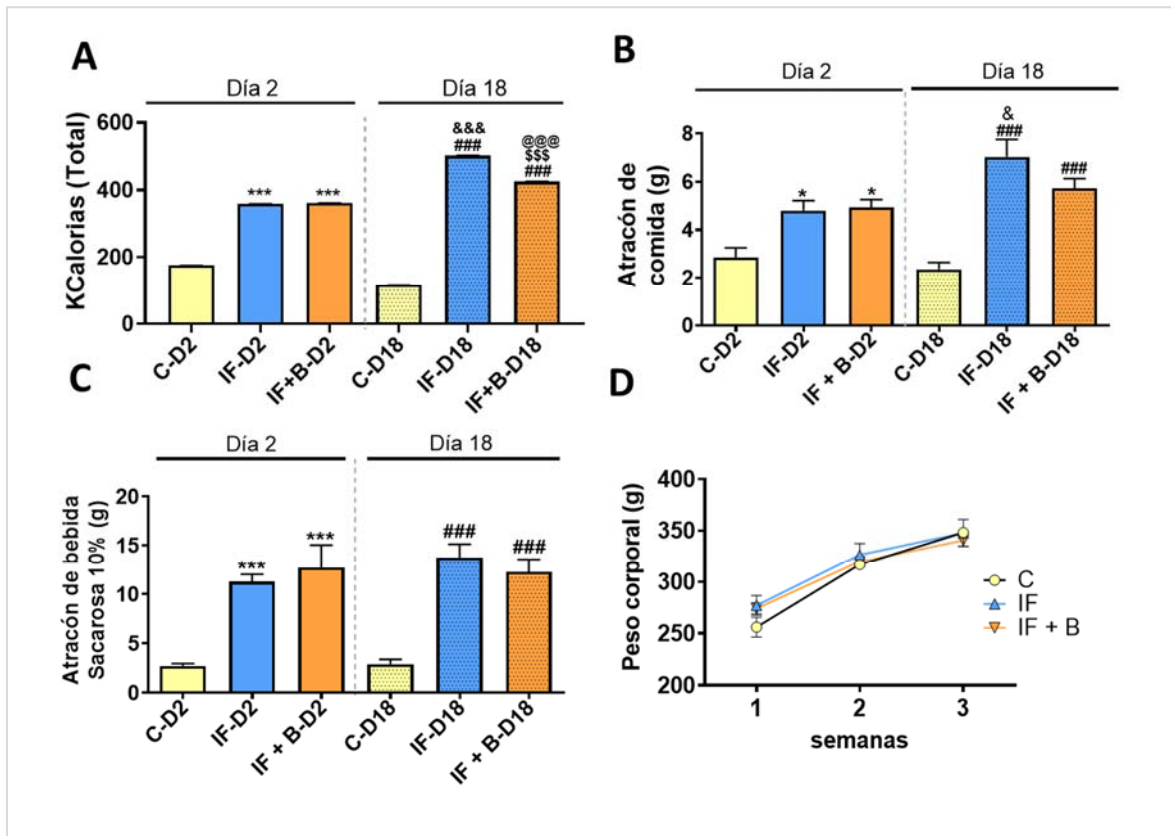 A
Día 2
Día 18
KCalorias (Total)
600
400
200
0
***
***
&&&
###
@@@
$$$
###
C-D2
IF-D2
IF+B-D2
C-D18
IF-D18
IF+B-D18
B
Día 2
Día 18
Atracón de
comida (g)
8
6
4
2
0
*
*
&
###
###
C-D2
IF-D2
IF + B-D2
C-D18
IF-D18
IF + B-D18
C
Día 2
Día 18
Atracón de bebida
Sacarosa 10% (g)
20
15
10
5
0
***
***
###
###
C-D2
IF-D2
IF + B-D2
C-D18
IF-D18
IF + B-D18
D
Peso corporal (g)
400
350
300
250
200
1 2 3
semanas
C
IF
IF + B